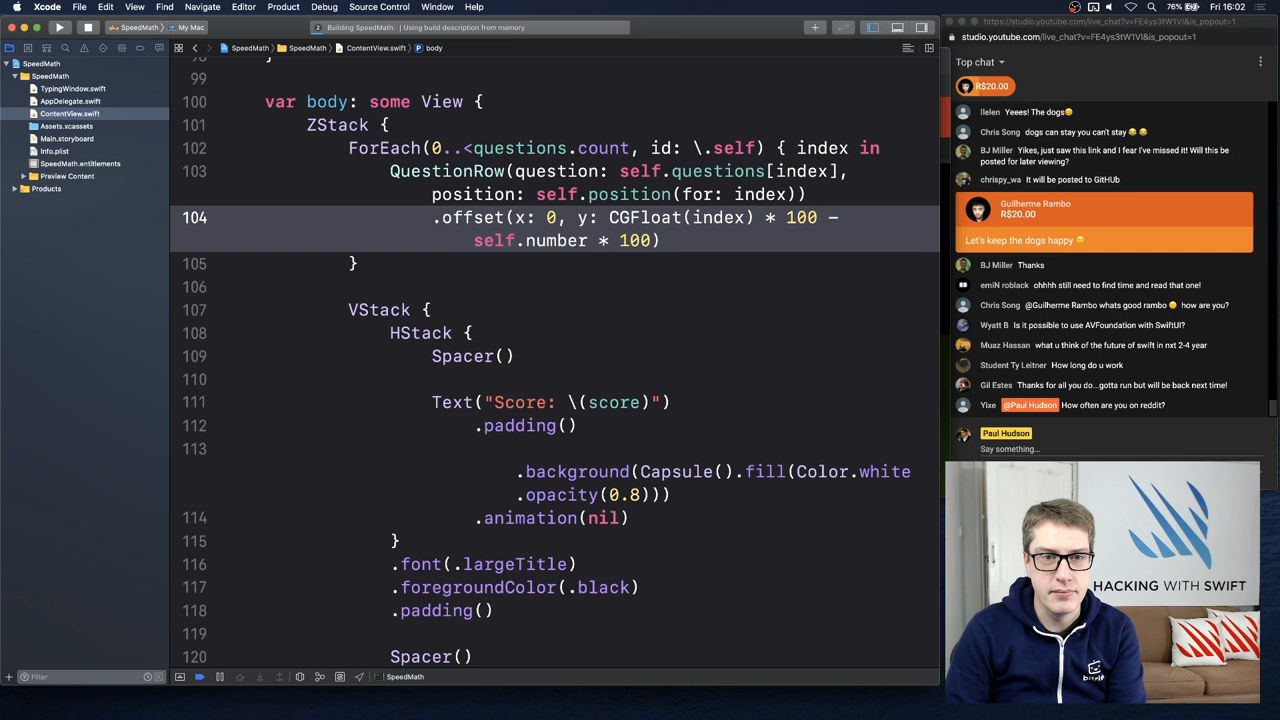 Xcode File Edit View Find Navigate Editor Product Debug Source Control Window Help
76% Fri 16:02
SpeedMath My Mac
Building SpeedMath: | Using build description from memory
SpeedMath SpeedMath ContentView.swift body
SpeedMath
SpeedMath
TypingWindow.swift
AppDelegate.swift
ContentView.swift
Assets.xcassets
Main.storyboard
Info.plist
SpeedMath.entitlements
Preview Content
Products
Filter
98 }
99
100 var body: some View {
101 ZStack {
102 ForEach(0..<questions.count, id: \.self) { index in
103 QuestionRow(question: self.questions[index],
position: self.position(for: index))
104 .offset(x: 0, y: CGFloat(index) * 100 -
self.number * 100)
105 }
106
107 VStack {
108 HStack {
109 Spacer()
110
111 Text("Score: \(score)")
112 .padding()
113
.background(Capsule().fill(Color.white
.opacity(0.8)))
114 .animation(nil)
115 }
116 .font(.largeTitle)
117 .foregroundColor(.black)
118 .padding()
119
120 Spacer()
SpeedMath
https://studio.youtube.com/live_chat?v=FE4ys3tW1VI&is_popout=1
studio.youtube.com/live_chat?v=FE4ys3tW1VI&is_popout=1
Top chat
R$20.00
Ilelen Yeees! The dogs😊
Chris Song dogs can stay you can't stay 😂 😂
BJ Miller Yikes, just saw this link and I fear I've missed it! Will this be
posted for later viewing?
chrispy_wa It will be posted to GitHUb
Guilherme Rambo
R$20.00
Let's keep the dogs happy 🙂
BJ Miller Thanks
emiN roblack ohhhh still need to find time and read that one!
Chris Song @Guilherme Rambo whats good rambo 😊 how are you?
Wyatt B Is it possible to use AVFoundation with SwiftUI?
Muaz Hassan what u think of the future of swift in nxt 2-4 year
Student Ty Leitner How long do u work
Gil Estes Thanks for all you do...gotta run but will be back next time!
Yixe @Paul Hudson How often are you on reddit?
Paul Hudson
Say something...
HACKING WITH SWIFT
bitrise